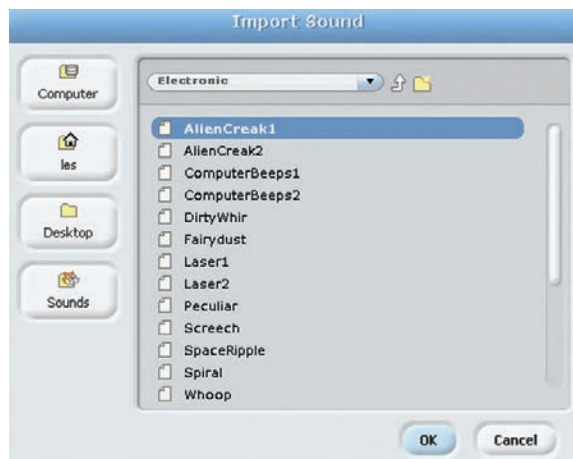 Import Sound
Computer
les
Desktop
Sounds
Electronic
AlienCreak1
AlienCreak2
ComputerBeeps1
ComputerBeeps2
DirtyWhir
Fairydust
Laser1
Laser2
Peculiar
Screech
SpaceRipple
Spiral
Whoop
OK Cancel